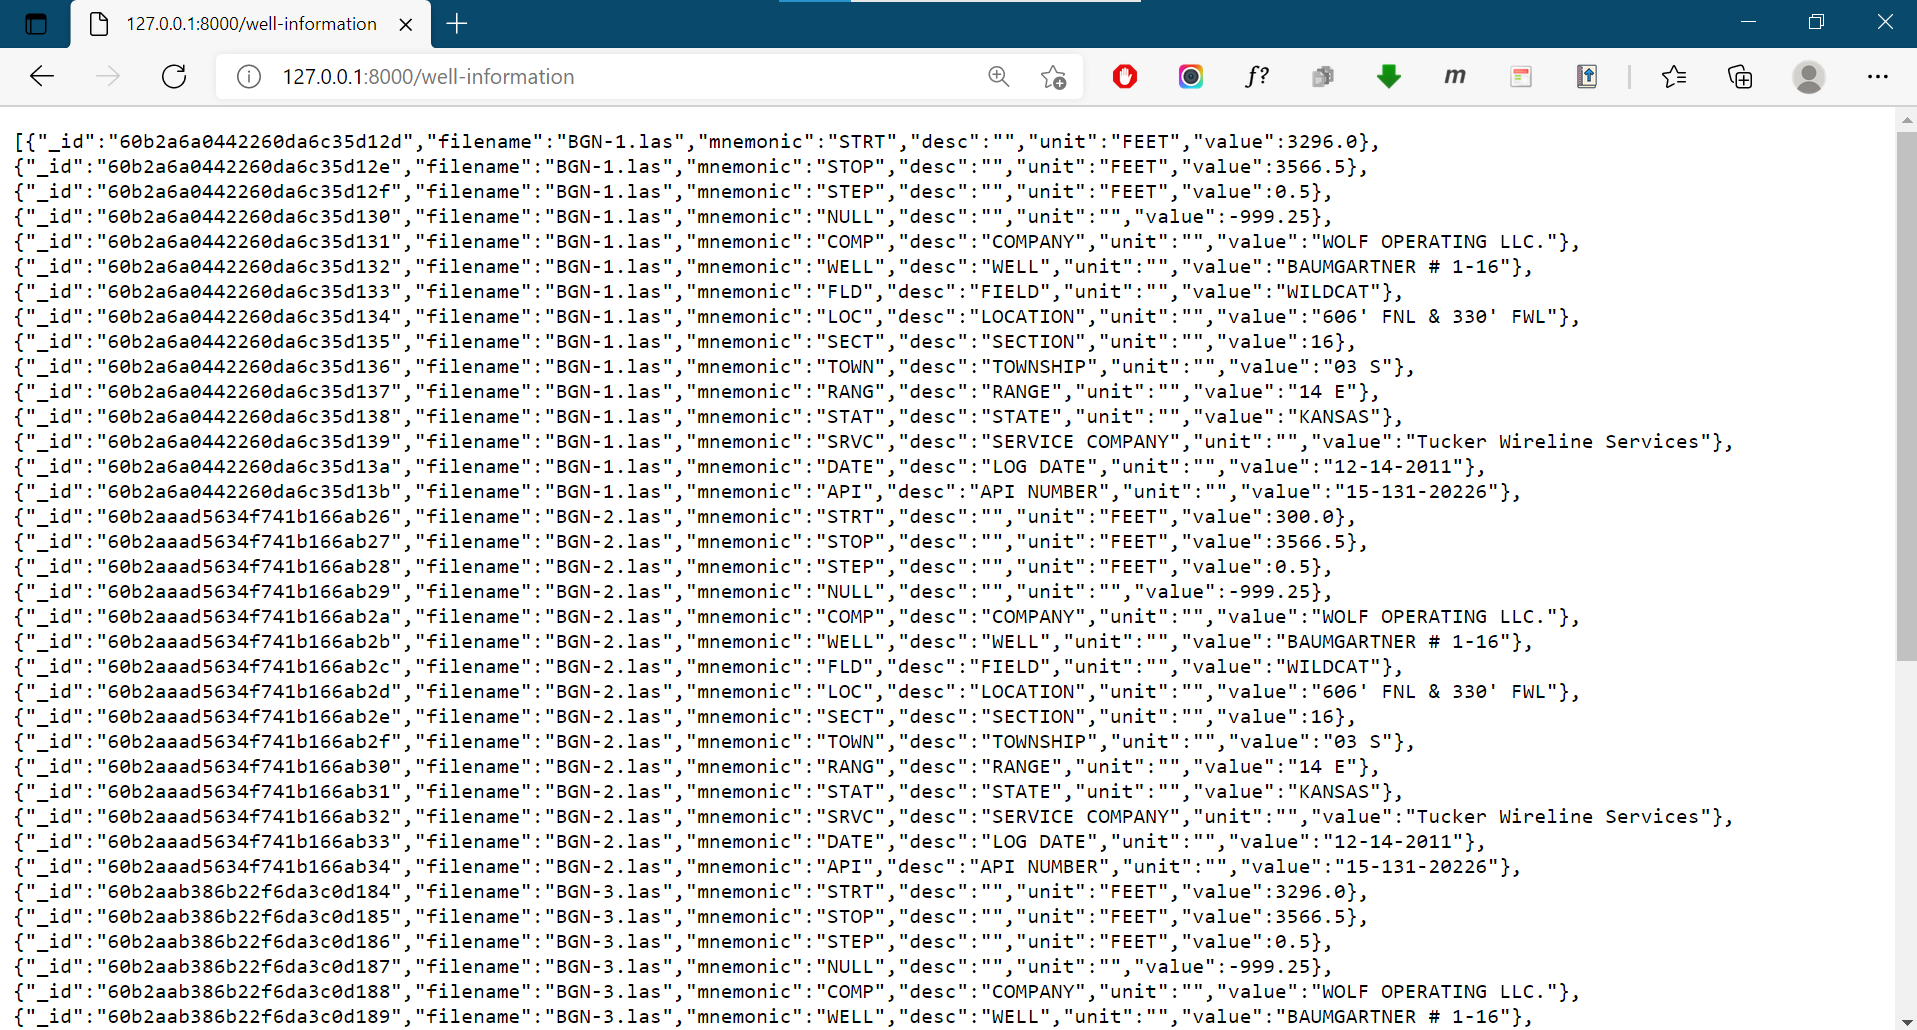 127.0.0.1:8000/well-information
127.0.0.1:8000/well-information
f?
m
[{"_id":"60b2a6a0442260da6c35d12d","filename":"BGN-1.las","mnemonic":"STRT","desc":"","unit":"FEET","value":3296.0},
{"_id":"60b2a6a0442260da6c35d12e","filename":"BGN-1.las","mnemonic":"STOP","desc":"","unit":"FEET","value":3566.5},
{"_id":"60b2a6a0442260da6c35d12f","filename":"BGN-1.las","mnemonic":"STEP","desc":"","unit":"FEET","value":0.5},
{"_id":"60b2a6a0442260da6c35d130","filename":"BGN-1.las","mnemonic":"NULL","desc":"","unit":"","value":-999.25},
{"_id":"60b2a6a0442260da6c35d131","filename":"BGN-1.las","mnemonic":"COMP","desc":"COMPANY","unit":"","value":"WOLF OPERATING LLC."},
{"_id":"60b2a6a0442260da6c35d132","filename":"BGN-1.las","mnemonic":"WELL","desc":"WELL","unit":"","value":"BAUMGARTNER # 1-16"},
{"_id":"60b2a6a0442260da6c35d133","filename":"BGN-1.las","mnemonic":"FLD","desc":"FIELD","unit":"","value":"WILDCAT"},
{"_id":"60b2a6a0442260da6c35d134","filename":"BGN-1.las","mnemonic":"LOC","desc":"LOCATION","unit":"","value":"606' FNL & 330' FWL"},
{"_id":"60b2a6a0442260da6c35d135","filename":"BGN-1.las","mnemonic":"SECT","desc":"SECTION","unit":"","value":16},
{"_id":"60b2a6a0442260da6c35d136","filename":"BGN-1.las","mnemonic":"TOWN","desc":"TOWNSHIP","unit":"","value":"03 S"},
{"_id":"60b2a6a0442260da6c35d137","filename":"BGN-1.las","mnemonic":"RANG","desc":"RANGE","unit":"","value":"14 E"},
{"_id":"60b2a6a0442260da6c35d138","filename":"BGN-1.las","mnemonic":"STAT","desc":"STATE","unit":"","value":"KANSAS"},
{"_id":"60b2a6a0442260da6c35d139","filename":"BGN-1.las","mnemonic":"SRVC","desc":"SERVICE COMPANY","unit":"","value":"Tucker Wireline Services"},
{"_id":"60b2a6a0442260da6c35d13a","filename":"BGN-1.las","mnemonic":"DATE","desc":"LOG DATE","unit":"","value":"12-14-2011"},
{"_id":"60b2a6a0442260da6c35d13b","filename":"BGN-1.las","mnemonic":"API","desc":"API NUMBER","unit":"","value":"15-131-20226"},
{"_id":"60b2aaad5634f741b166ab26","filename":"BGN-2.las","mnemonic":"STRT","desc":"","unit":"FEET","value":300.0},
{"_id":"60b2aaad5634f741b166ab27","filename":"BGN-2.las","mnemonic":"STOP","desc":"","unit":"FEET","value":3566.5},
{"_id":"60b2aaad5634f741b166ab28","filename":"BGN-2.las","mnemonic":"STEP","desc":"","unit":"FEET","value":0.5},
{"_id":"60b2aaad5634f741b166ab29","filename":"BGN-2.las","mnemonic":"NULL","desc":"","unit":"","value":-999.25},
{"_id":"60b2aaad5634f741b166ab2a","filename":"BGN-2.las","mnemonic":"COMP","desc":"COMPANY","unit":"","value":"WOLF OPERATING LLC."},
{"_id":"60b2aaad5634f741b166ab2b","filename":"BGN-2.las","mnemonic":"WELL","desc":"WELL","unit":"","value":"BAUMGARTNER # 1-16"},
{"_id":"60b2aaad5634f741b166ab2c","filename":"BGN-2.las","mnemonic":"FLD","desc":"FIELD","unit":"","value":"WILDCAT"},
{"_id":"60b2aaad5634f741b166ab2d","filename":"BGN-2.las","mnemonic":"LOC","desc":"LOCATION","unit":"","value":"606' FNL & 330' FWL"},
{"_id":"60b2aaad5634f741b166ab2e","filename":"BGN-2.las","mnemonic":"SECT","desc":"SECTION","unit":"","value":16},
{"_id":"60b2aaad5634f741b166ab2f","filename":"BGN-2.las","mnemonic":"TOWN","desc":"TOWNSHIP","unit":"","value":"03 S"},
{"_id":"60b2aaad5634f741b166ab30","filename":"BGN-2.las","mnemonic":"RANG","desc":"RANGE","unit":"","value":"14 E"},
{"_id":"60b2aaad5634f741b166ab31","filename":"BGN-2.las","mnemonic":"STAT","desc":"STATE","unit":"","value":"KANSAS"},
{"_id":"60b2aaad5634f741b166ab32","filename":"BGN-2.las","mnemonic":"SRVC","desc":"SERVICE COMPANY","unit":"","value":"Tucker Wireline Services"},
{"_id":"60b2aaad5634f741b166ab33","filename":"BGN-2.las","mnemonic":"DATE","desc":"LOG DATE","unit":"","value":"12-14-2011"},
{"_id":"60b2aaad5634f741b166ab34","filename":"BGN-2.las","mnemonic":"API","desc":"API NUMBER","unit":"","value":"15-131-20226"},
{"_id":"60b2aab386b22f6da3c0d184","filename":"BGN-3.las","mnemonic":"STRT","desc":"","unit":"FEET","value":3296.0},
{"_id":"60b2aab386b22f6da3c0d185","filename":"BGN-3.las","mnemonic":"STOP","desc":"","unit":"FEET","value":3566.5},
{"_id":"60b2aab386b22f6da3c0d186","filename":"BGN-3.las","mnemonic":"STEP","desc":"","unit":"FEET","value":0.5},
{"_id":"60b2aab386b22f6da3c0d187","filename":"BGN-3.las","mnemonic":"NULL","desc":"","unit":"","value":-999.25},
{"_id":"60b2aab386b22f6da3c0d188","filename":"BGN-3.las","mnemonic":"COMP","desc":"COMPANY","unit":"","value":"WOLF OPERATING LLC."},
{"_id":"60b2aab386b22f6da3c0d189","filename":"BGN-3.las","mnemonic":"WELL","desc":"WELL","unit":"","value":"BAUMGARTNER # 1-16"},